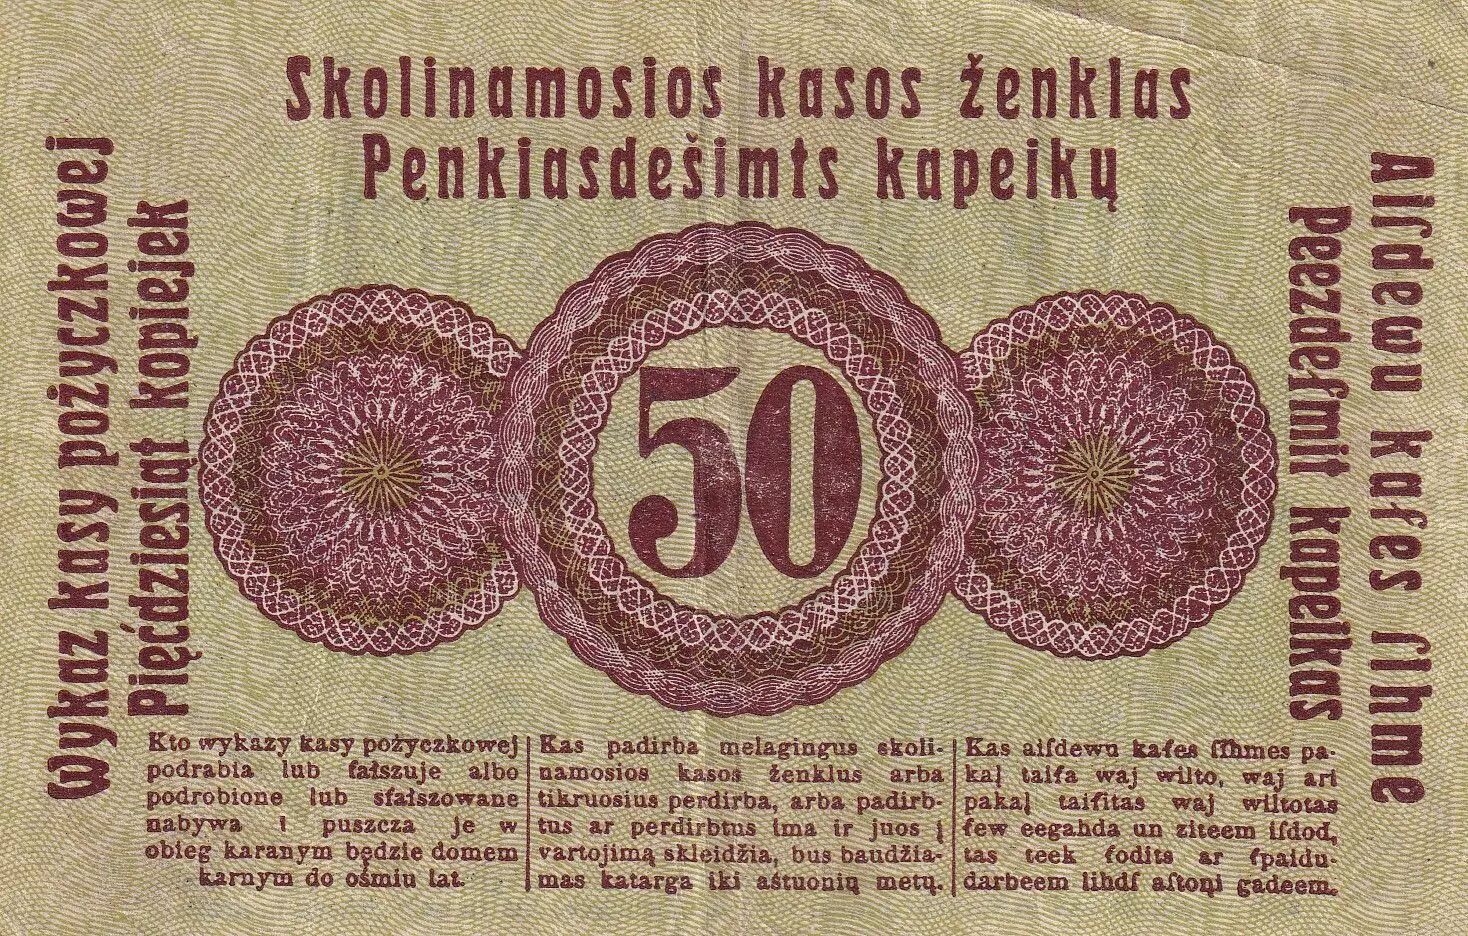 Skolinamosios kasos ženklas
Penkiasdešimts kapeikų
Wykaz kasy pożyczkowej
Pięćdziesiąt kopiejek
Aiſdewu kaſes ſihme
Peezdeſmit kapeikas
50
Kto wykazy kasy pożyczkowej
podrabia lub fałszuje albo
podrobione lub sfałszowane
nabywa i puszcza je w
obieg karanym będzie domem
karnym do ośmiu lat.
Kas padirba melagingus skoli-
namosios kasos ženklus arba
tikruosius perdirba, arba padirb-
tus ar perdirbtus ima ir juos į
vartojimą skleidžia, bus baudžia-
mas katarga iki aštuonių metų.
Kas aiſdewu kaſes ſihmes pa-
kaļ taiſa waj wilto, waj arī
pakaļ taiſitas waj wiltotas
ſew eegahda un ziteem iſdod,
tas teek ſodits ar ſpaidu-
darbeem lihdſ aſtoņi gadeem.